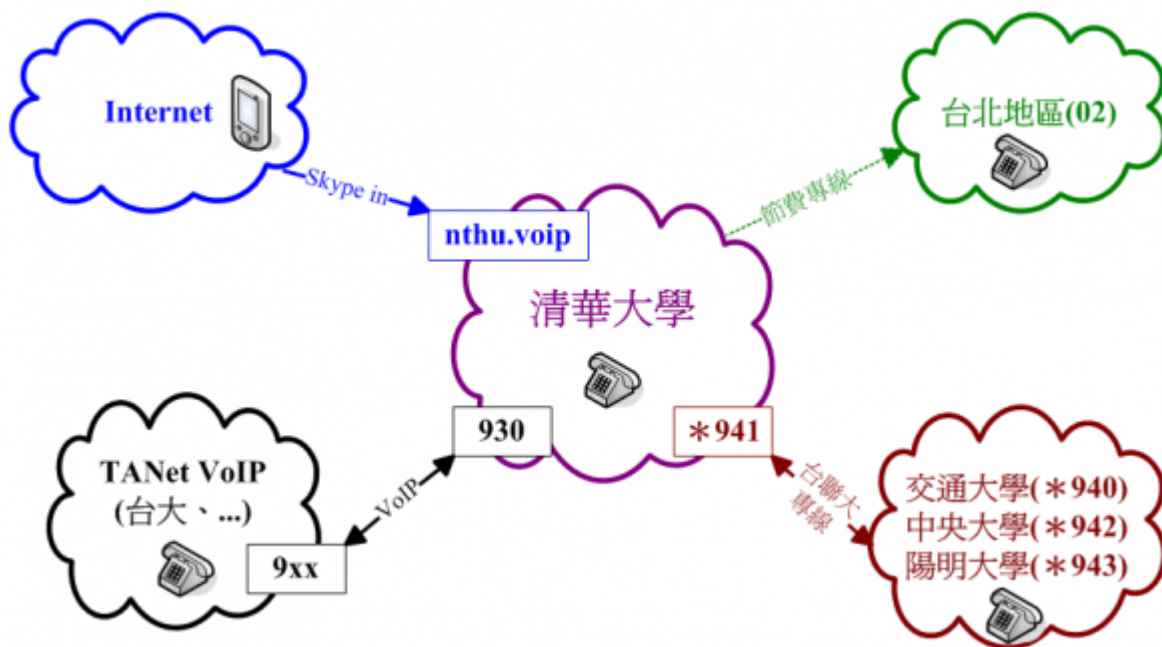 Internet
台北地區(02)
Skype in
節費專線
nthu.voip
清華大學
930
＊941
TANet VoIP
(台大、...)
VoIP
9xx
台聯大
專線
交通大學(＊940)
中央大學(＊942)
陽明大學(＊943)